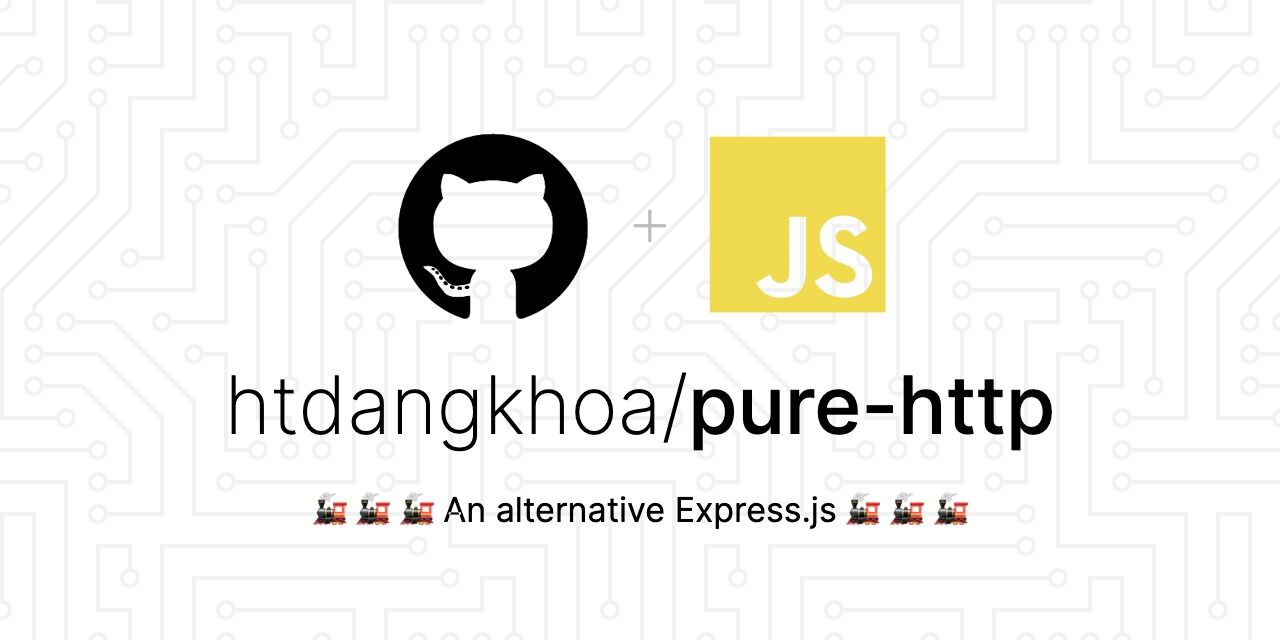 JS
htdangkhoa/pure-http
🚂 🚂 🚂 An alternative Express.js 🚂 🚂 🚂